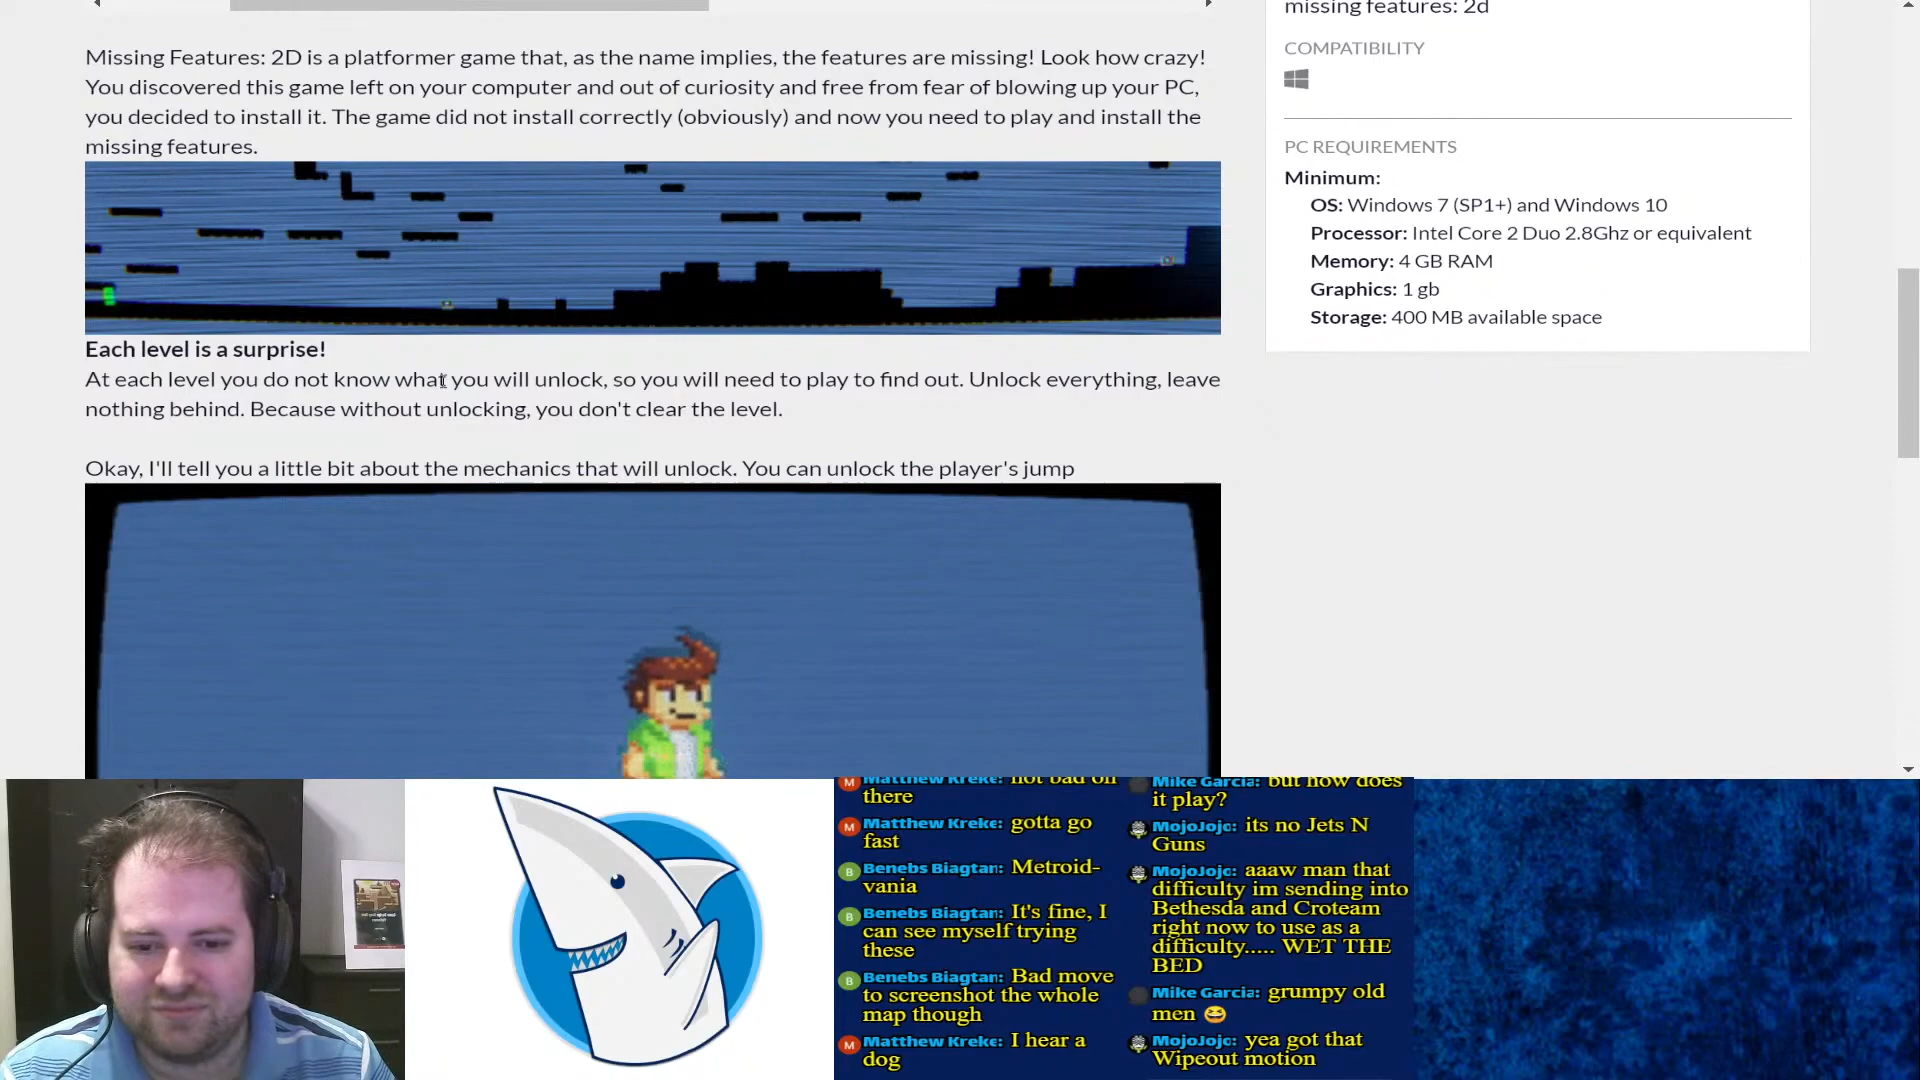 missing features: 2d
COMPATIBILITY
PC REQUIREMENTS
Minimum:
OS: Windows 7 (SP1+) and Windows 10
Processor: Intel Core 2 Duo 2.8Ghz or equivalent
Memory: 4 GB RAM
Graphics: 1 gb
Storage: 400 MB available space
Missing Features: 2D is a platformer game that, as the name implies, the features are missing! Look how crazy!
You discovered this game left on your computer and out of curiosity and free from fear of blowing up your PC,
you decided to install it. The game did not install correctly (obviously) and now you need to play and install the
missing features.
Each level is a surprise!
At each level you do not know what you will unlock, so you will need to play to find out. Unlock everything, leave
nothing behind. Because without unlocking, you don't clear the level.
Okay, I'll tell you a little bit about the mechanics that will unlock. You can unlock the player's jump
Matthew Kreke: not bad on
there
Matthew Kreke: gotta go
fast
Benebs Biagtan: Metroid-
vania
Benebs Biagtan: It's fine, I
can see myself trying
these
Benebs Biagtan: Bad move
to screenshot the whole
map though
Matthew Kreke: I hear a
dog
Mike Garcia: but how does
it play?
MojoJojo: its no Jets N
Guns
MojoJojo: aaaw man that
difficulty im sending into
Bethesda and Croteam
right now to use as a
difficulty..... WET THE
BED
Mike Garcia: grumpy old
men 😆
MojoJojo: yea got that
Wipeout motion